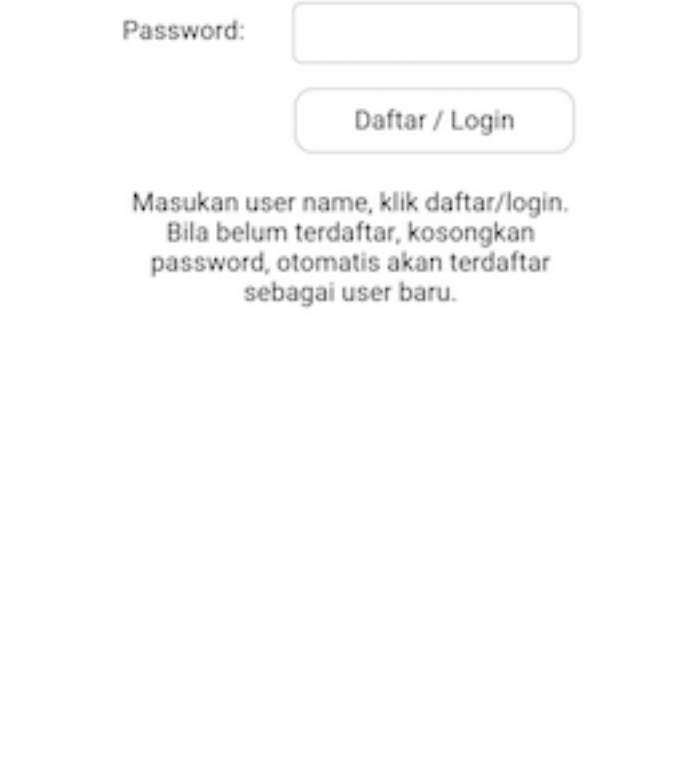 Password:
Daftar / Login
Masukan user name, klik daftar/login.
Bila belum terdaftar, kosongkan
password, otomatis akan terdaftar
sebagai user baru.